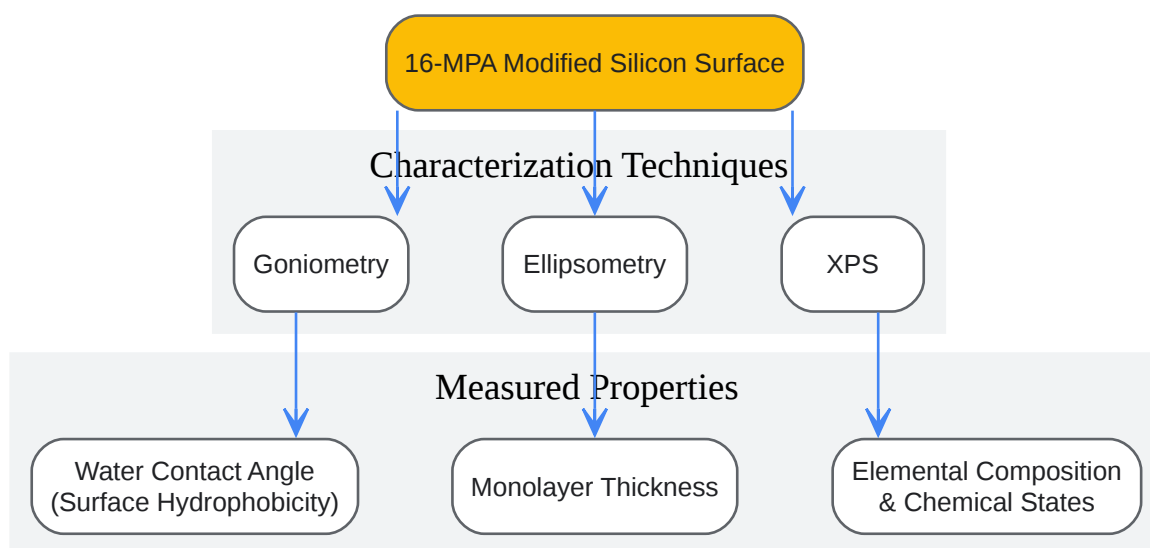 16-MPA Modified Silicon Surface
Characterization Techniques
Goniometry
Ellipsometry
XPS
Measured Properties
Water Contact Angle
(Surface Hydrophobicity)
Monolayer Thickness
Elemental Composition
& Chemical States